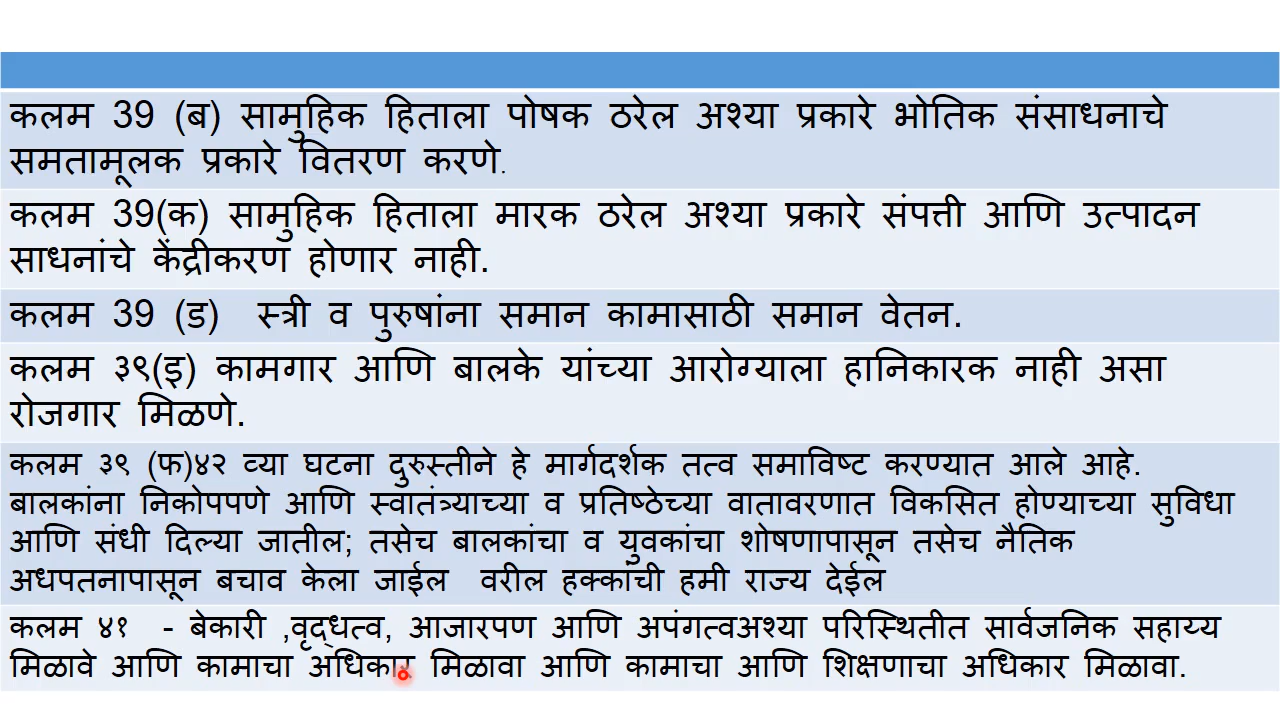 कलम 39 (ब) सामुहिक हिताला पोषक ठरेल अश्या प्रकारे भोतिक संसाधनाचे
समतामूलक प्रकारे वितरण करणे.
कलम 39(क) सामुहिक हिताला मारक ठरेल अश्या प्रकारे संपत्ती आणि उत्पादन
साधनांचे केंद्रीकरण होणार नाही.
कलम 39 (ड) स्त्री व पुरुषांना समान कामासाठी समान वेतन.
कलम ३९(इ) कामगार आणि बालके यांच्या आरोग्याला हानिकारक नाही असा
रोजगार मिळणे.
कलम ३९ (फ)४२ व्या घटना दुरुस्तीने हे मार्गदर्शक तत्व समाविष्ट करण्यात आले आहे.
बालकांना निकोपपणे आणि स्वातंत्र्याच्या व प्रतिष्ठेच्या वातावरणात विकसित होण्याच्या सुविधा
आणि संधी दिल्या जातील; तसेच बालकांचा व युवकांचा शोषणापासून तसेच नैतिक
अधपतनापासून बचाव केला जाईल वरील हक्कांची हमी राज्य देईल
कलम ४१ - बेकारी ,वृद्धत्व, आजारपण आणि अपंगत्वअश्या परिस्थितीत सार्वजनिक सहाय्य
मिळावे आणि कामाचा अधिकार मिळावा आणि कामाचा आणि शिक्षणाचा अधिकार मिळावा.